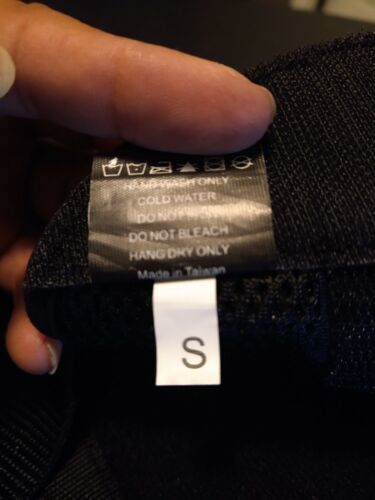 HAND WASH ONLY
COLD WATER
DO NOT
DO NOT BLEACH
HANG DRY ONLY
Made in Taiwan
S